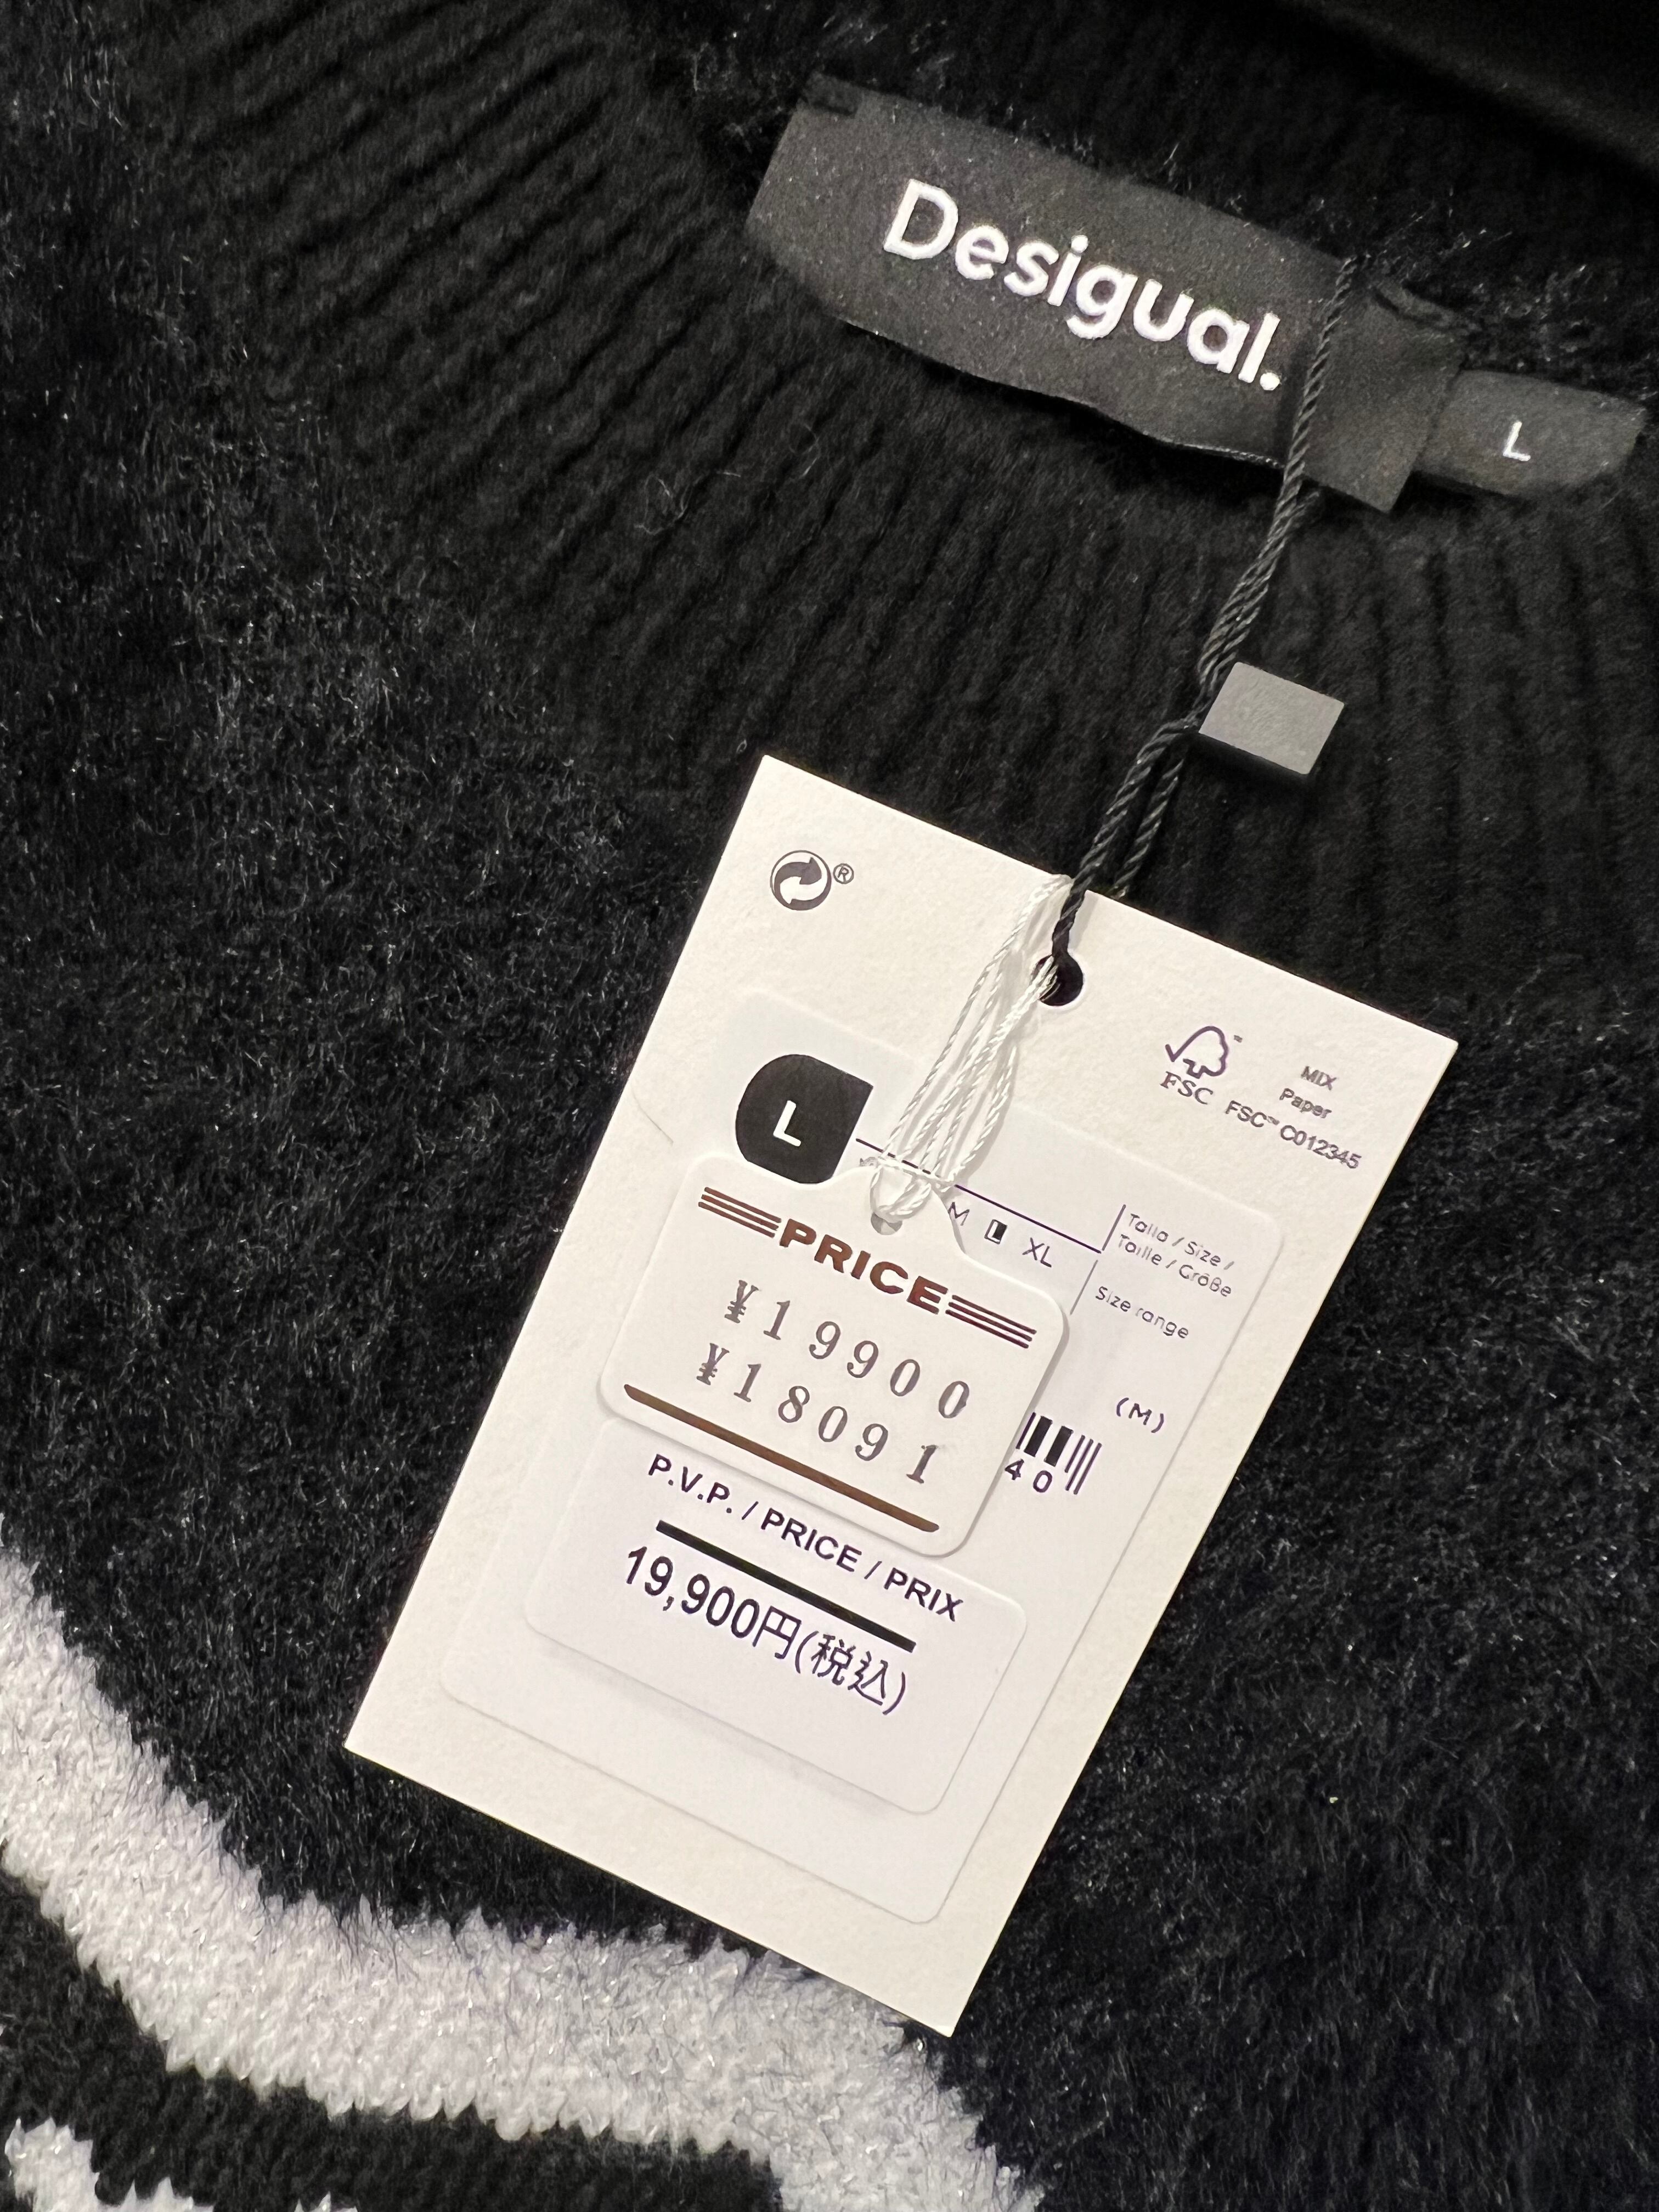 Desigual.
L
®
FSC
MIX
Paper
FSC™ C012345
L
M L XL
Talla / Size /
Taille / Größe
Size range
PRICE
¥19900
¥18091
(M)
40
P.V.P. / PRICE / PRIX
19,900円(税込)